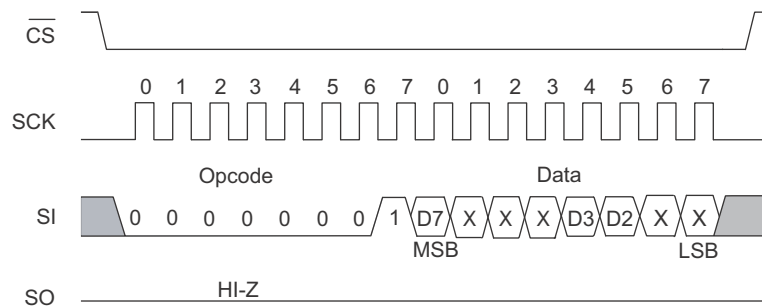 CS
0 1 2 3 4 5 6 7 0 1 2 3 4 5 6 7
SCK
Opcode Data
SI 0 0 0 0 0 0 0 1 D7 X X X D3 D2 X X
MSB LSB
HI-Z
SO